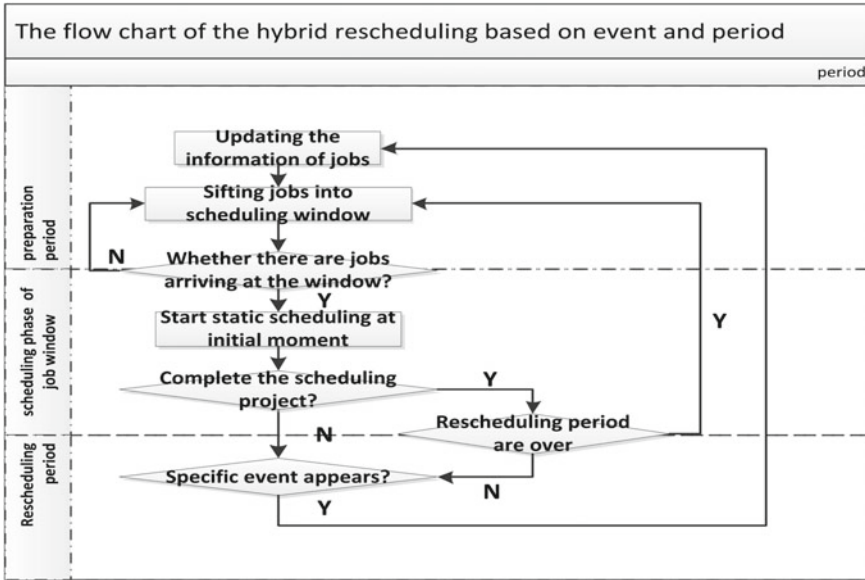 The flow chart of the hybrid rescheduling based on event and period
period
preparation
period
Updating the
information of jobs
Sifting jobs into
scheduling window
N
Whether there are jobs
arriving at the window?
Y
scheduling phase of
job window
Start static scheduling at
initial moment
Y
Complete the scheduling
project?
Y
Rescheduling period
are over
N
Rescheduling
period
Specific event appears?
N
Y